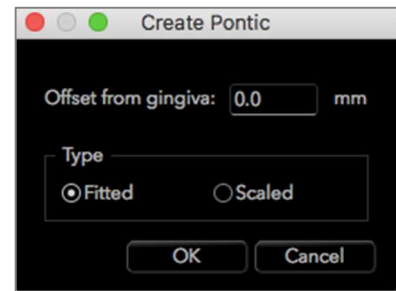 Create Pontic
Offset from gingiva: 0.0 mm
Type
Fitted Scaled
OK Cancel